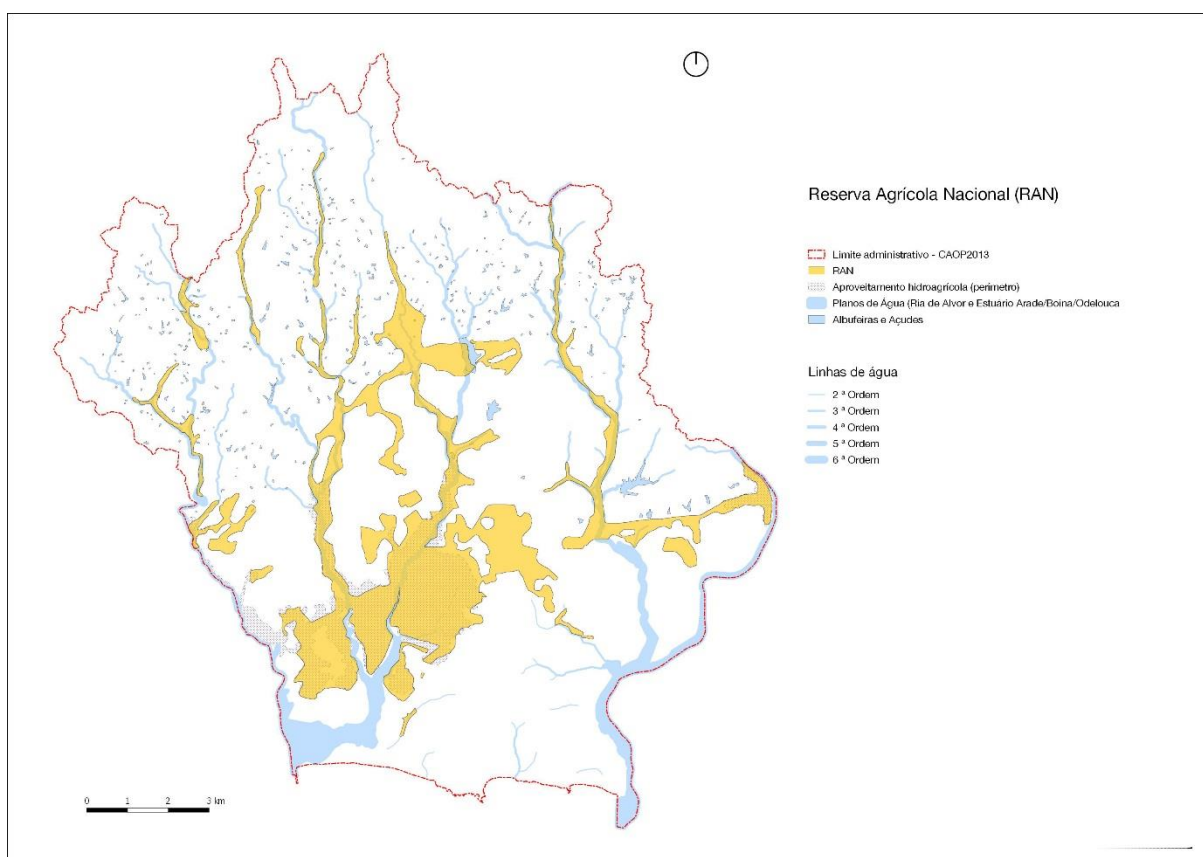 Reserva Agrícola Nacional (RAN)
Limite administrativo - CAOP2013
RAN
Aproveitamento hidroagrícola (perímetro)
Planos de Água (Ria de Alvor e Estuário Arade/Boina/Odelouca
Albufeiras e Açudes
Linhas de água
2 ª Ordem
3 ª Ordem
4 ª Ordem
5 ª Ordem
6 ª Ordem
0 1 2 3 km